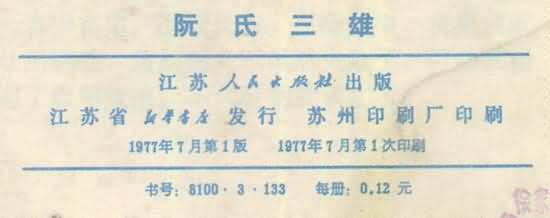 阮氏三雄
江苏人民出版社出版
江苏省新华书店发行 苏州印刷厂印刷
1977年7月第1版 1977年7月第1次印刷
书号：8100·3·133 每册：0.12元